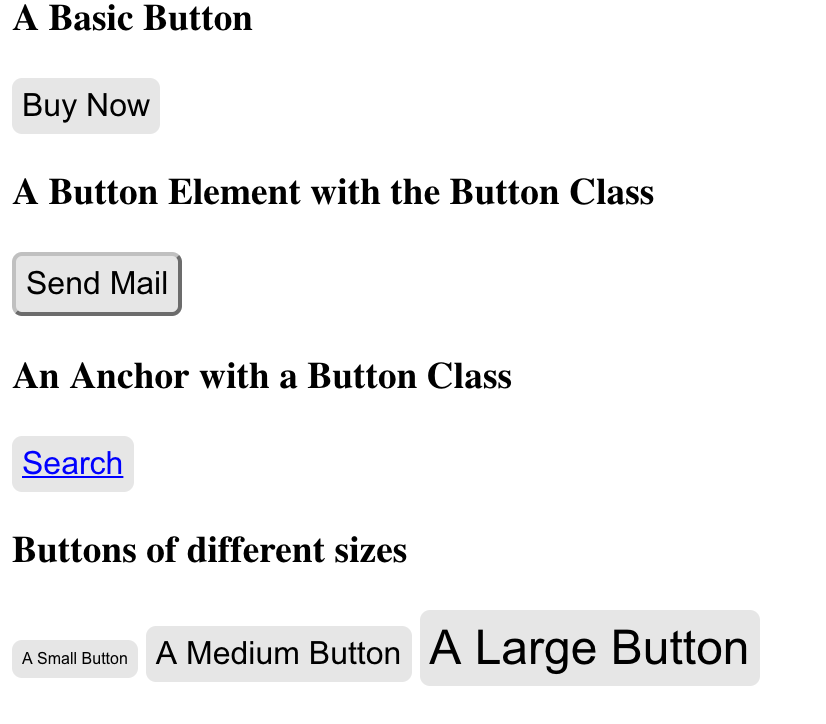 A Basic Button
Buy Now
A Button Element with the Button Class
Send Mail
An Anchor with a Button Class
Search
Buttons of different sizes
A Small Button A Medium Button A Large Button